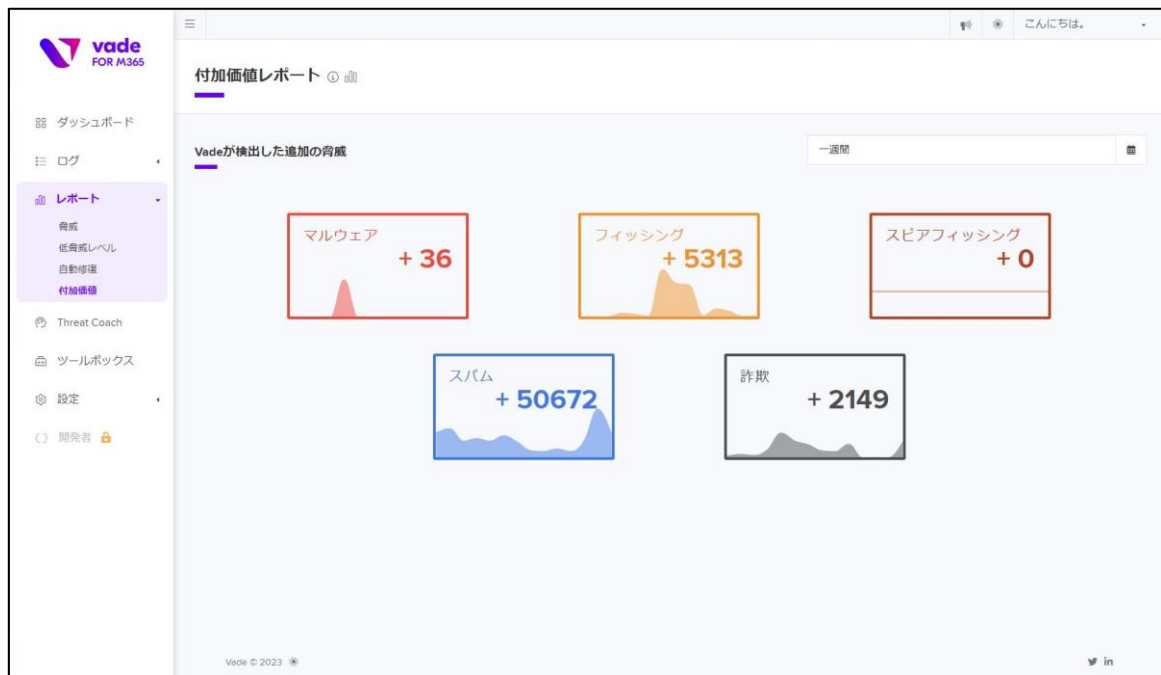 vade
FOR M365
こんにちは。
付加価値レポート
ダッシュボード
ログ
レポート
脅威
低脅威レベル
自動修復
付加価値
Threat Coach
ツールボックス
設定
開発者
Vadeが検出した追加の脅威
一週間
マルウェア
+ 36
フィッシング
+ 5313
スピアフィッシング
+ 0
スパム
+ 50672
詐欺
+ 2149
Vade © 2023